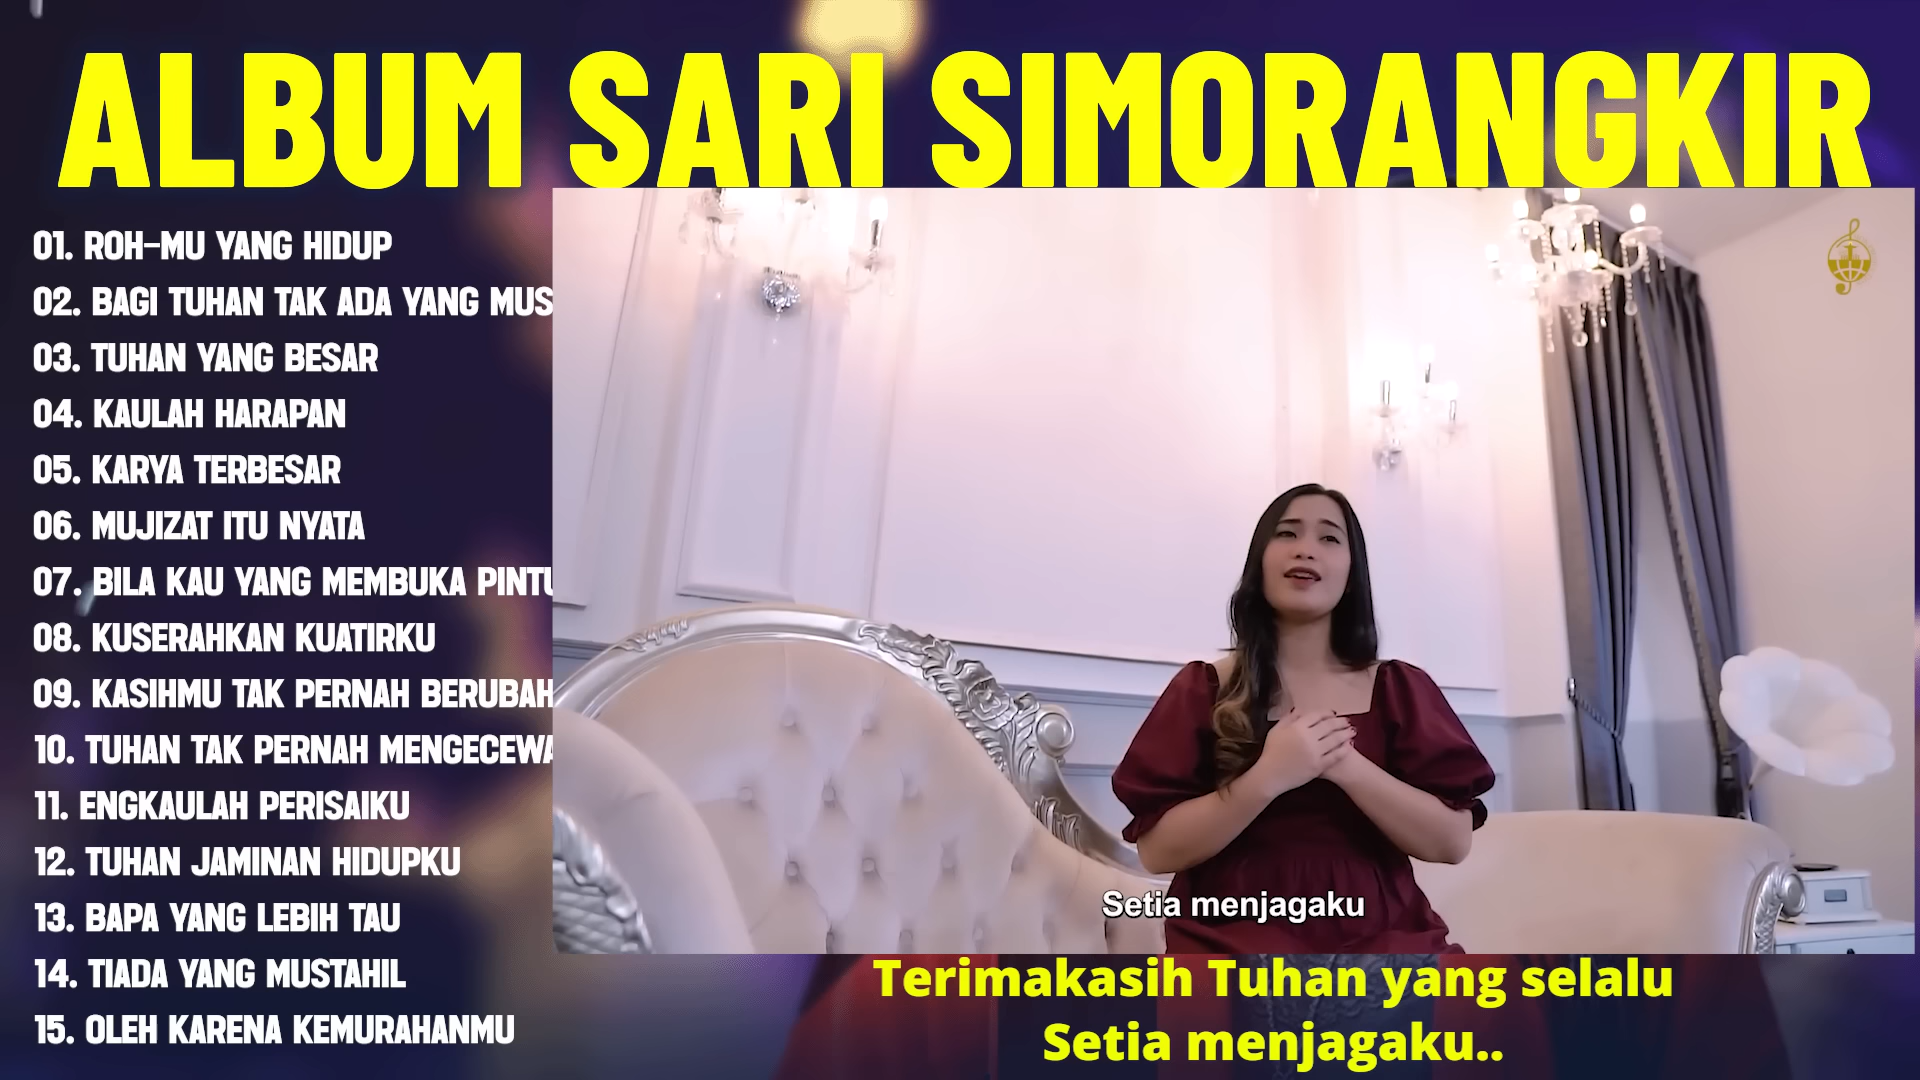 ALBUM SARI SIMORANGKIR
01. ROH-MU YANG HIDUP
02. BAGI TUHAN TAK ADA YANG MUS
03. TUHAN YANG BESAR
04. KAULAH HARAPAN
05. KARYA TERBESAR
06. MUJIZAT ITU NYATA
07. BILA KAU YANG MEMBUKA PINTU
08. KUSERAHKAN KUATIRKU
09. KASIHMU TAK PERNAH BERUBAH
10. TUHAN TAK PERNAH MENGECEWA
11. ENGKAULAH PERISAIKU
12. TUHAN JAMINAN HIDUPKU
13. BAPA YANG LEBIH TAU
14. TIADA YANG MUSTAHIL
15. OLEH KARENA KEMURAHANMU
Setia menjagaku
Terimakasih Tuhan yang selalu
Setia menjagaku..